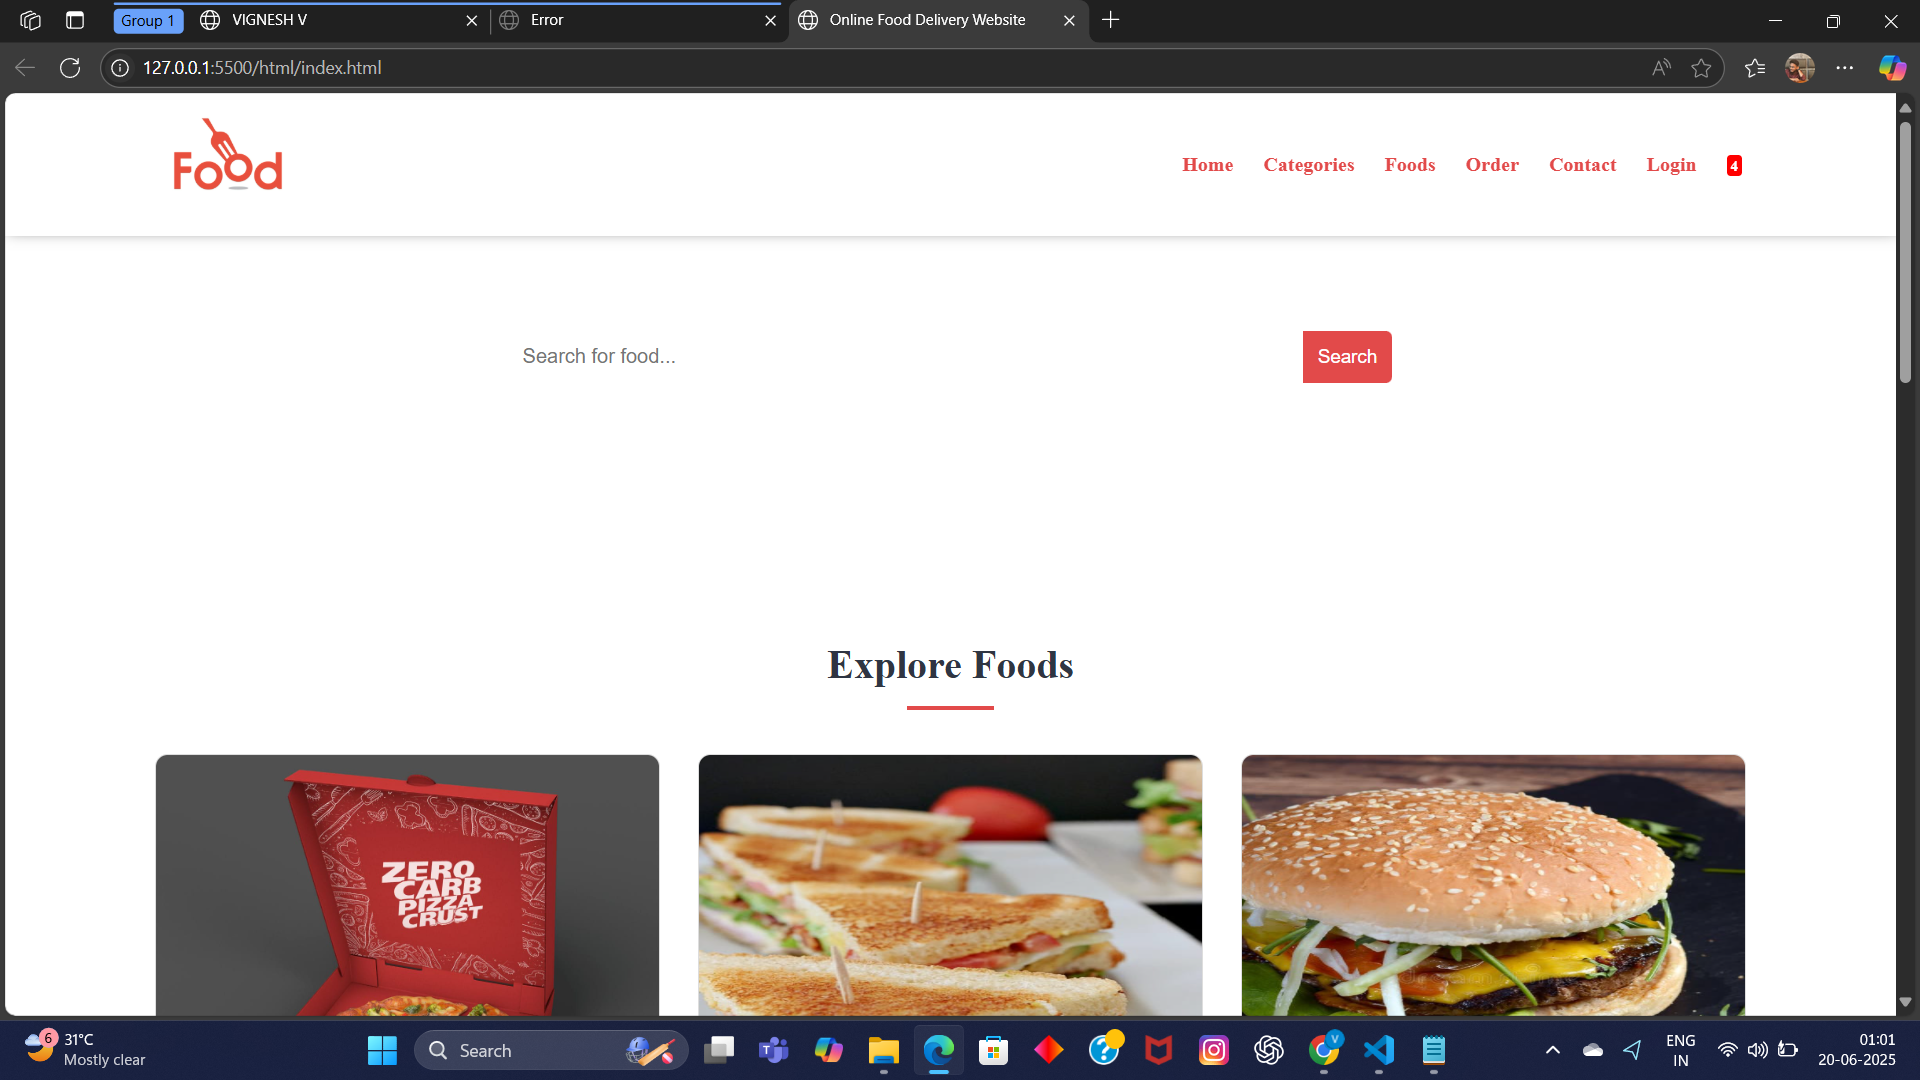 Group 1
VIGNESH V
Error
Online Food Delivery Website
127.0.0.1:5500/html/index.html
Food
Home
Categories
Foods
Order
Contact
Login
4
Search for food...
Search
Explore Foods
ZERO
CARB
PIZZA
CRUST
6
31°C
Mostly clear
Search
T
V
ENG
IN
01:01
20-06-2025